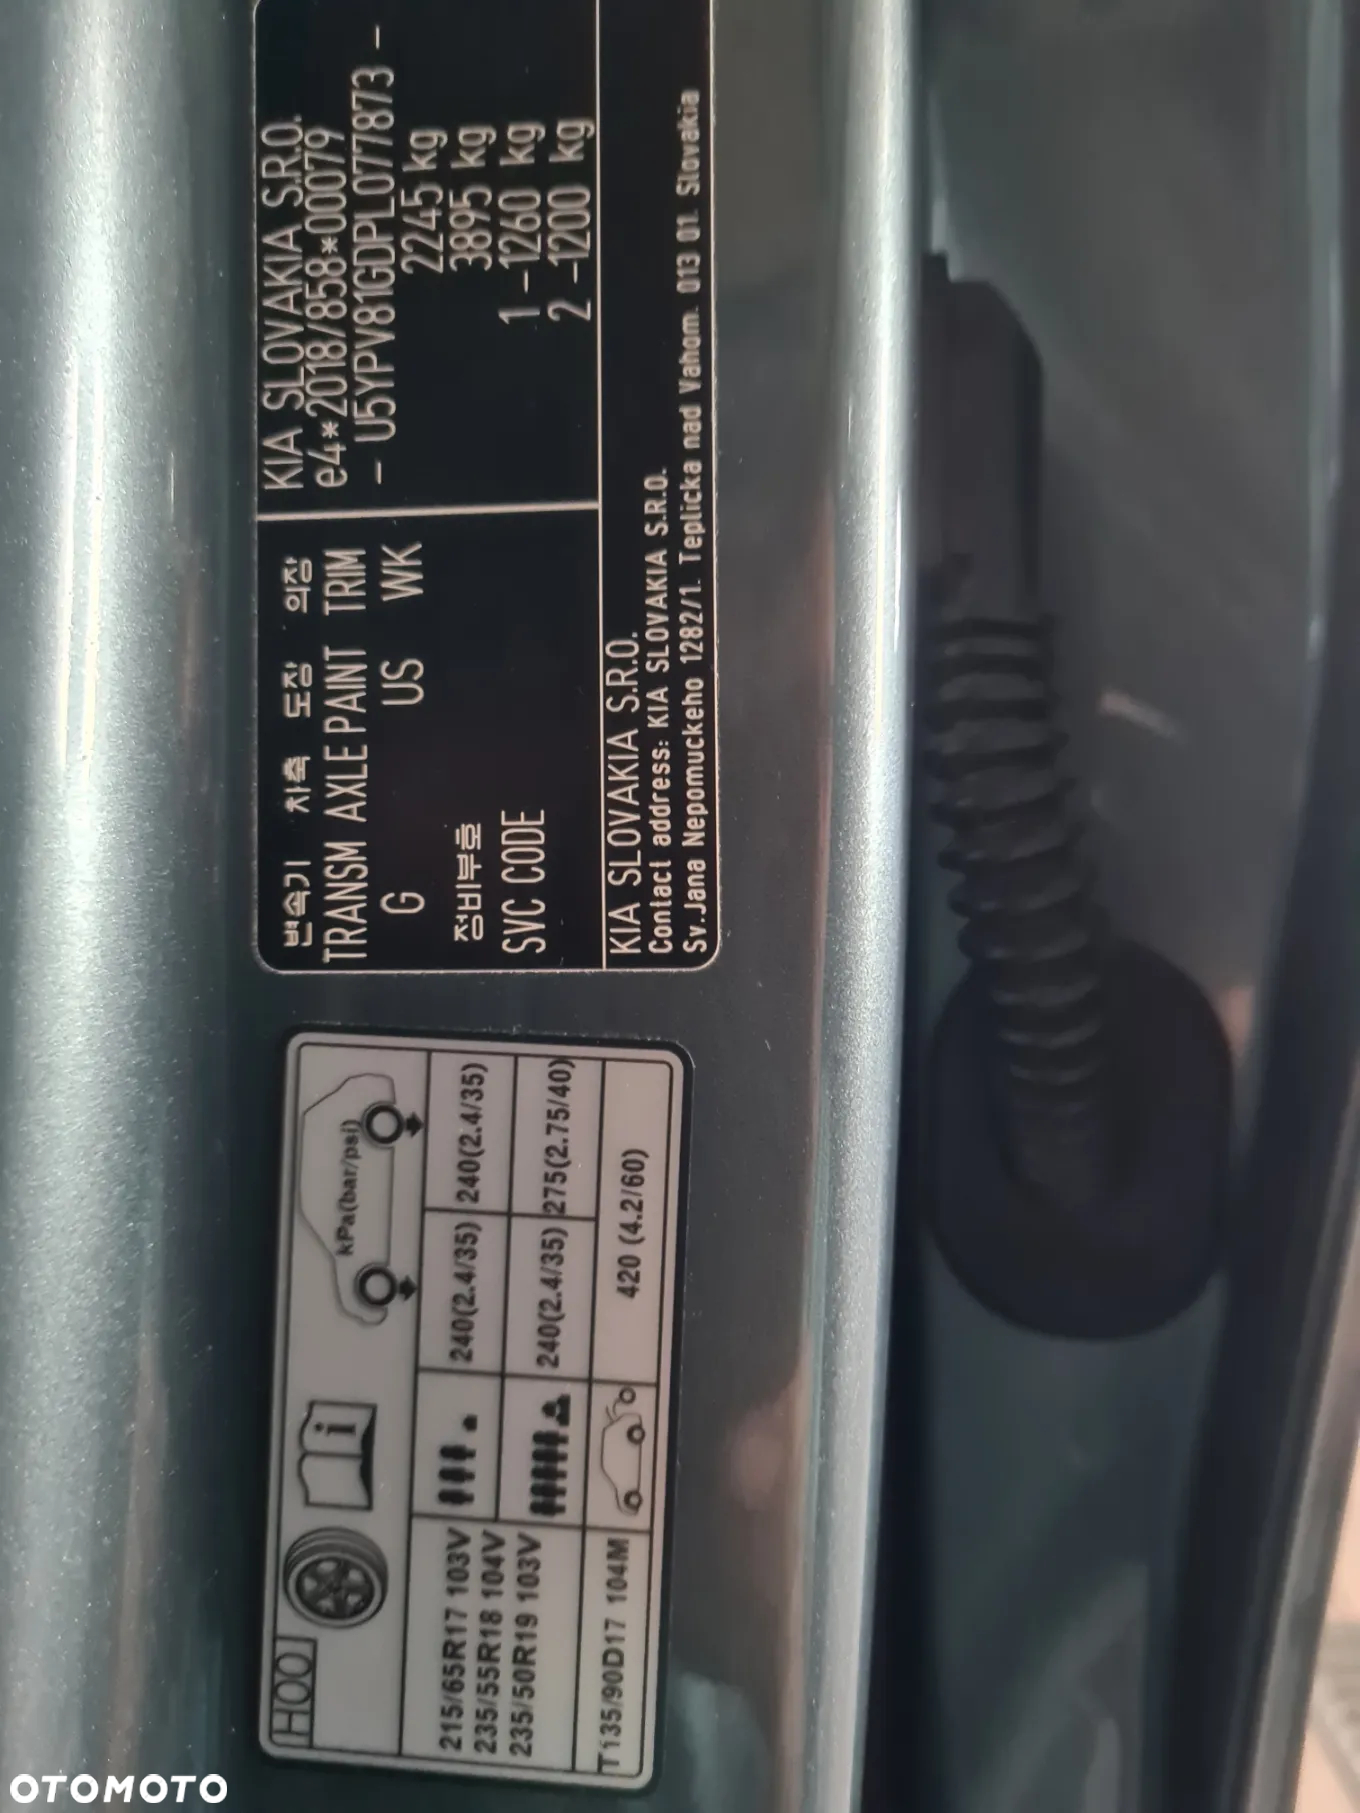 HOO
kPa(bar/psi)
215/65R17 103V
235/55R18 104V
235/50R19 103V
240(2.4/35) 240(2.4/35)
240(2.4/35) 275(2.75/40)
T135/90D17 104M 420 (4.2/60)
변속기 차축 도장 의장
TRANSM AXLE PAINT TRIM
G US WK
정비부호
SVC CODE
KIA SLOVAKIA S.R.O.
e4*2018/858*00079
– U5YPV81GDPL077873 –
2245 kg
3895 kg
1 –1260 kg
2 –1200 kg
KIA SLOVAKIA S.R.O.
Contact address: KIA SLOVAKIA S.R.O.
Sv.Jana Nepomuckeho 1282/1. Teplicka nad Vahom. 013 01. Slovakia
OTOMOTO